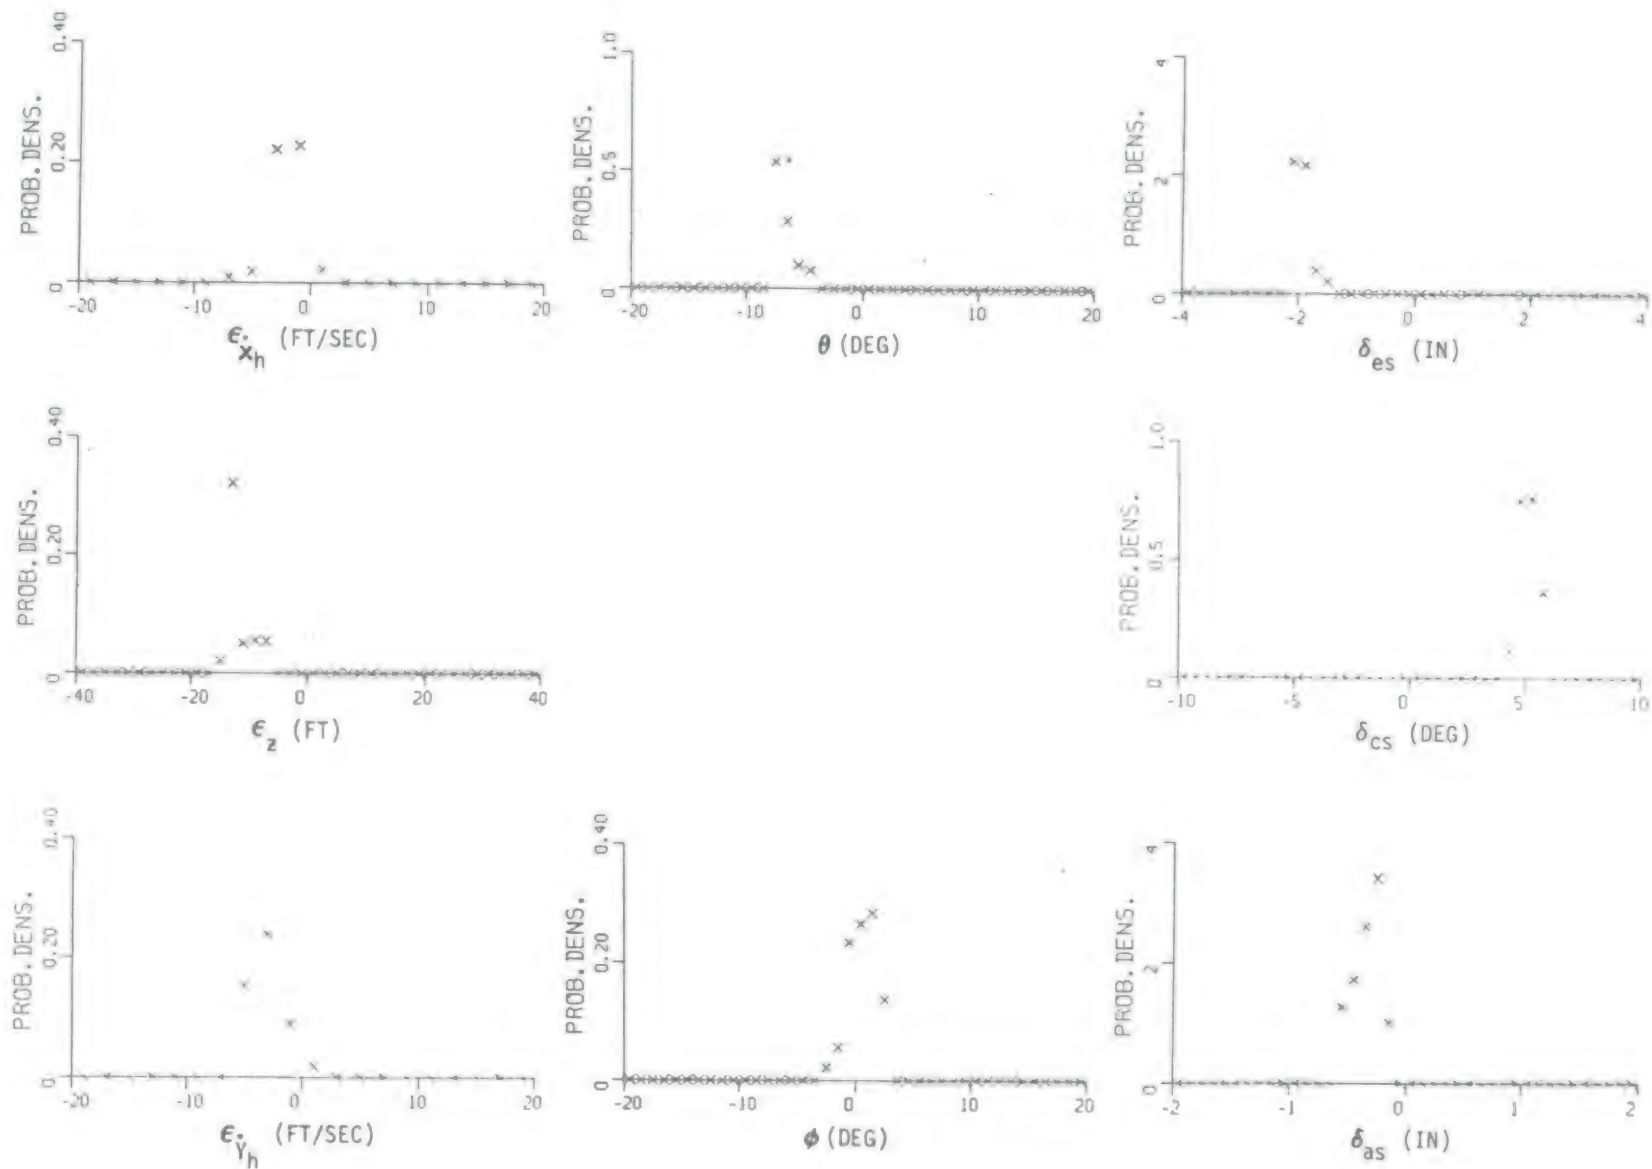 PROB.DENS.
0 0.20 0.40
-20 -10 0 10 20
ϵẋh (FT/SEC)
PROB.DENS.
0 0.5 1.0
-20 -10 0 10 20
θ (DEG)
PROB.DENS.
0 2 4
-4 -2 0 2 4
δes (IN)
PROB.DENS.
0 0.20 0.40
-40 -20 0 20 40
ϵz (FT)
PROB.DENS.
0 0.5 1.0
-10 -5 0 5 10
δcs (DEG)
PROB.DENS.
0 0.20 0.40
-20 -10 0 10 20
ϵẎh (FT/SEC)
PROB.DENS.
0 0.20 0.40
-20 -10 0 10 20
ϕ (DEG)
PROB.DENS.
0 2 4
-2 -1 0 1 2
δas (IN)